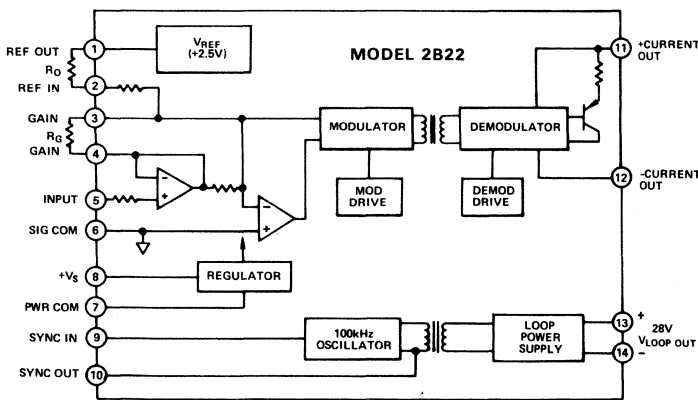 MODEL 2B22
REF OUT
1
VREF
(+2.5V)
RO
REF IN
2
GAIN
3
RG
GAIN
4
INPUT
5
SIG COM
6
+VS
8
PWR COM
7
SYNC IN
9
SYNC OUT
10
-
+
-
+
REGULATOR
MODULATOR
MOD
DRIVE
DEMODULATOR
DEMOD
DRIVE
100kHz
OSCILLATOR
LOOP
POWER
SUPPLY
11
+CURRENT
OUT
12
-CURRENT
OUT
13
+
28V
VLOOP OUT
14
-